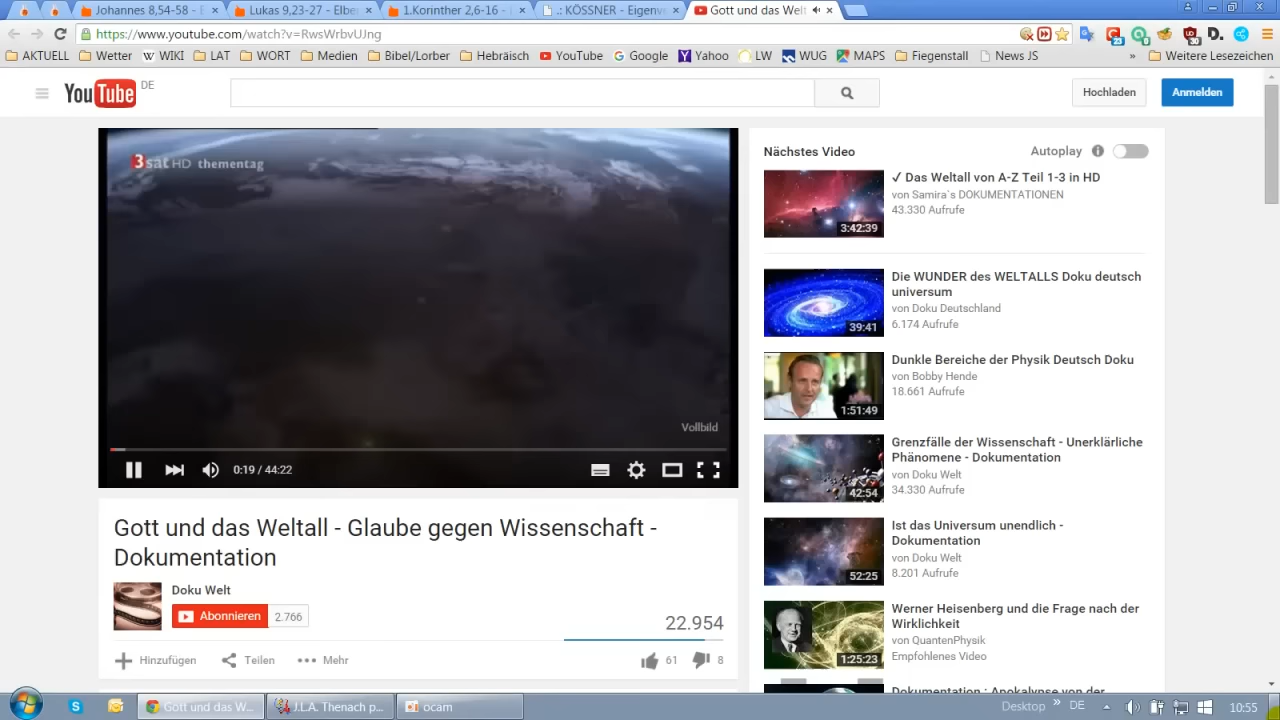 Johannes 8,54-58 - E
Lukas 9,23-27 - Elbe
1.Korinther 2,6-16 -
.: KÖSSNER - Eigenve
Gott und das Welt
https://www.youtube.com/watch?v=RwsWrbvUJng
AKTUELL
Wetter
WIKI
LAT
WORT
Medien
Bibel/Lorber
Hebräisch
YouTube
Google
Yahoo
LW
WUG
MAPS
Fiegenstall
News JS
»
Weitere Lesezeichen
YouTube DE
Hochladen
Anmelden
3sat HD thementag
Vollbild
0:19 / 44:22
Gott und das Weltall - Glaube gegen Wissenschaft -
Dokumentation
Doku Welt
Abonnieren 2.766
22.954
Hinzufügen
Teilen
Mehr
61
8
Nächstes Video
Autoplay
✓ Das Weltall von A-Z Teil 1-3 in HD
von Samira`s DOKUMENTATIONEN
43.330 Aufrufe
3:42:39
Die WUNDER des WELTALLS Doku deutsch
universum
von Doku Deutschland
6.174 Aufrufe
39:41
Dunkle Bereiche der Physik Deutsch Doku
von Bobby Hende
18.661 Aufrufe
1:51:49
Grenzfälle der Wissenschaft - Unerklärliche
Phänomene - Dokumentation
von Doku Welt
34.330 Aufrufe
42:54
Ist das Universum unendlich -
Dokumentation
von Doku Welt
8.201 Aufrufe
52:25
Werner Heisenberg und die Frage nach der
Wirklichkeit
von QuantenPhysik
Empfohlenes Video
1:25:23
Dokumentation : Apokalypse von der
Gott und das W...
J.L.A. Thenach p...
ocam
Desktop
»
DE
10:55